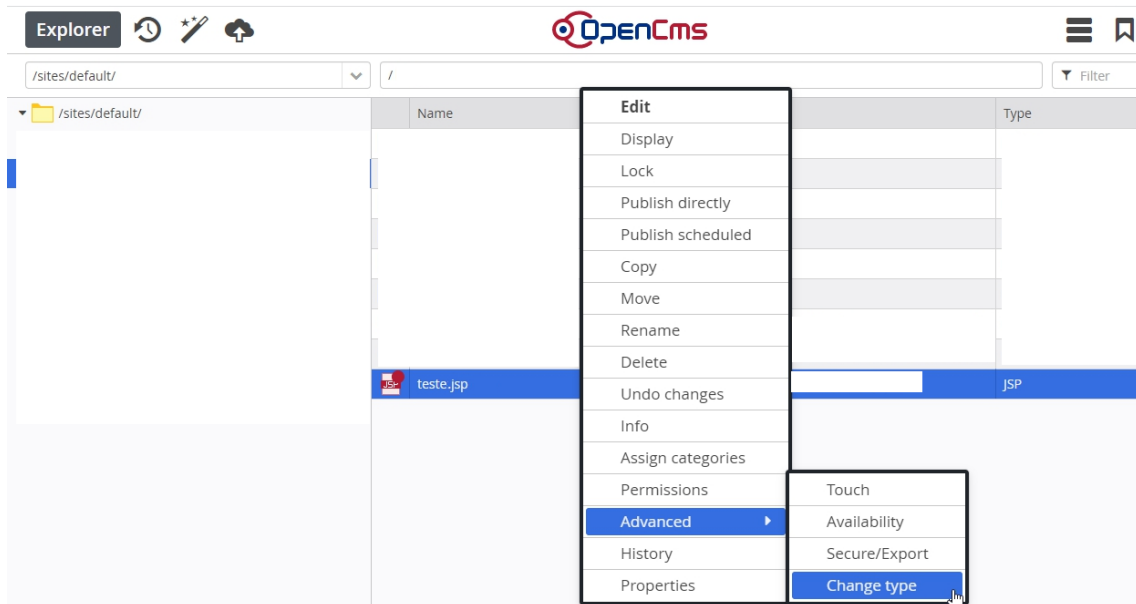 Explorer
OpenCms
/sites/default/
/
Filter
/sites/default/
Name
Type
Edit
Display
Lock
Publish directly
Publish scheduled
Copy
Move
Rename
Delete
Undo changes
Info
Assign categories
Permissions
Advanced
History
Properties
JSP teste.jsp JSP
Touch
Availability
Secure/Export
Change type